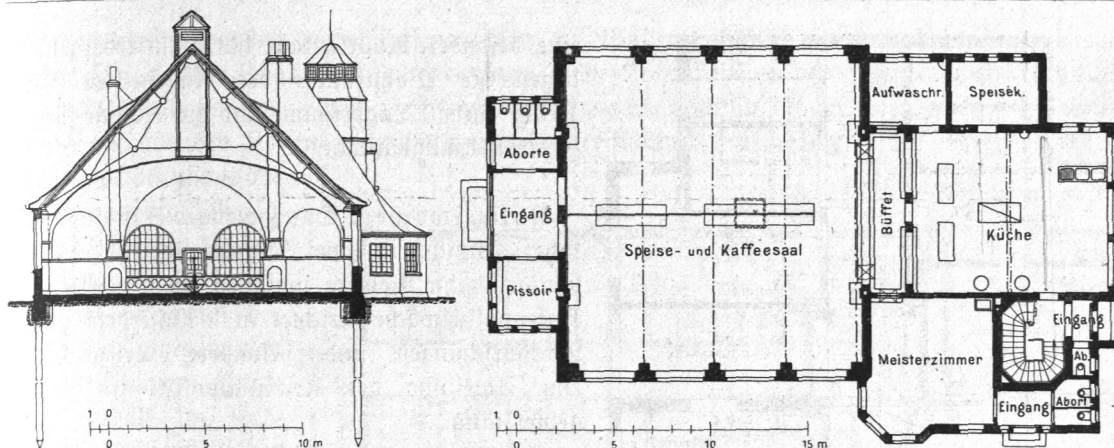 Aufwaschr.
Speisek.
Aborte
Eingang
Pissoir
Speise- und Kaffeesaal
Büffet
Küche
Meisterzimmer
Eingang
Ab.
Abort
Eingang
1 0
0 5 10 m
1 0
0 5 10 15 m